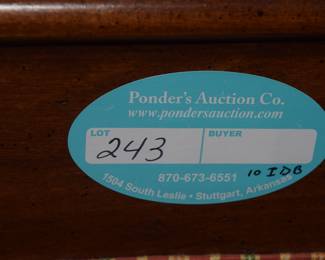 Ponder's Auction Co.
www.pondersauction.com
LOT BUYER
243
870-673-6551 10 IDB
1504 South Leslie • Stuttgart, Arkansas